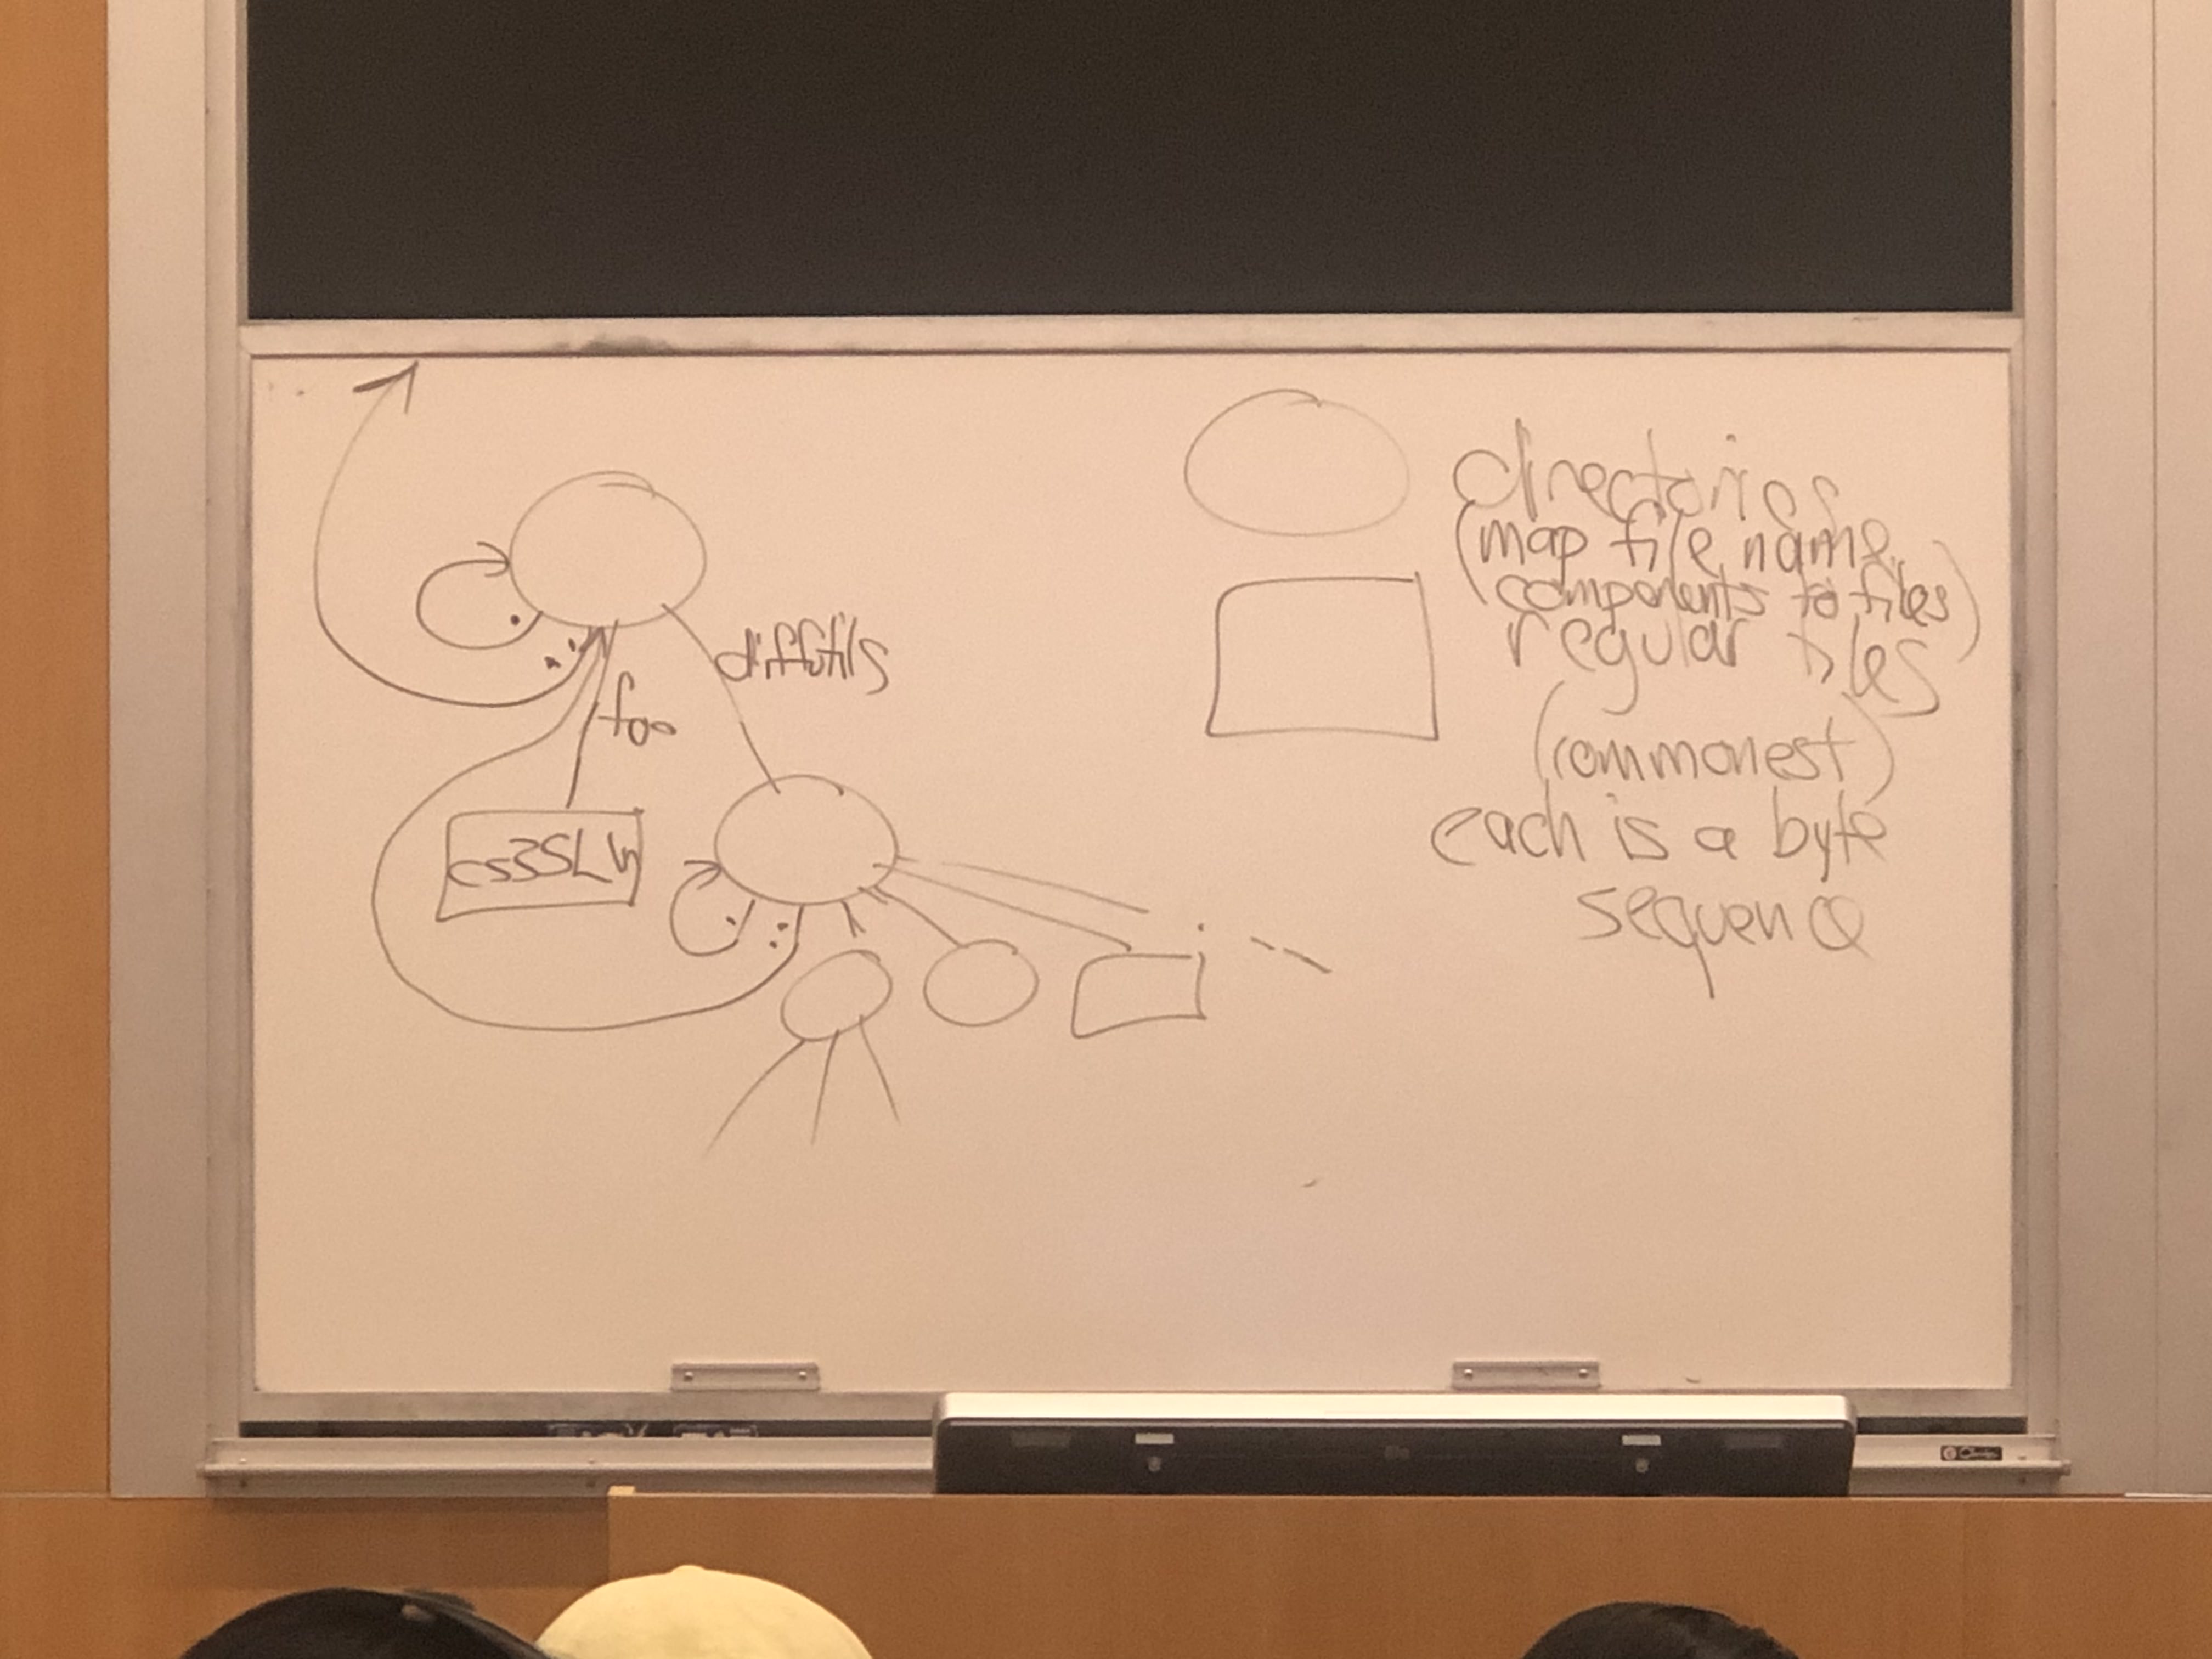 diffutils
foo
cs35L\n
.
..
.
..
directories
(map file name
components to files)
regular files
(commonest)
each is a byte
sequence